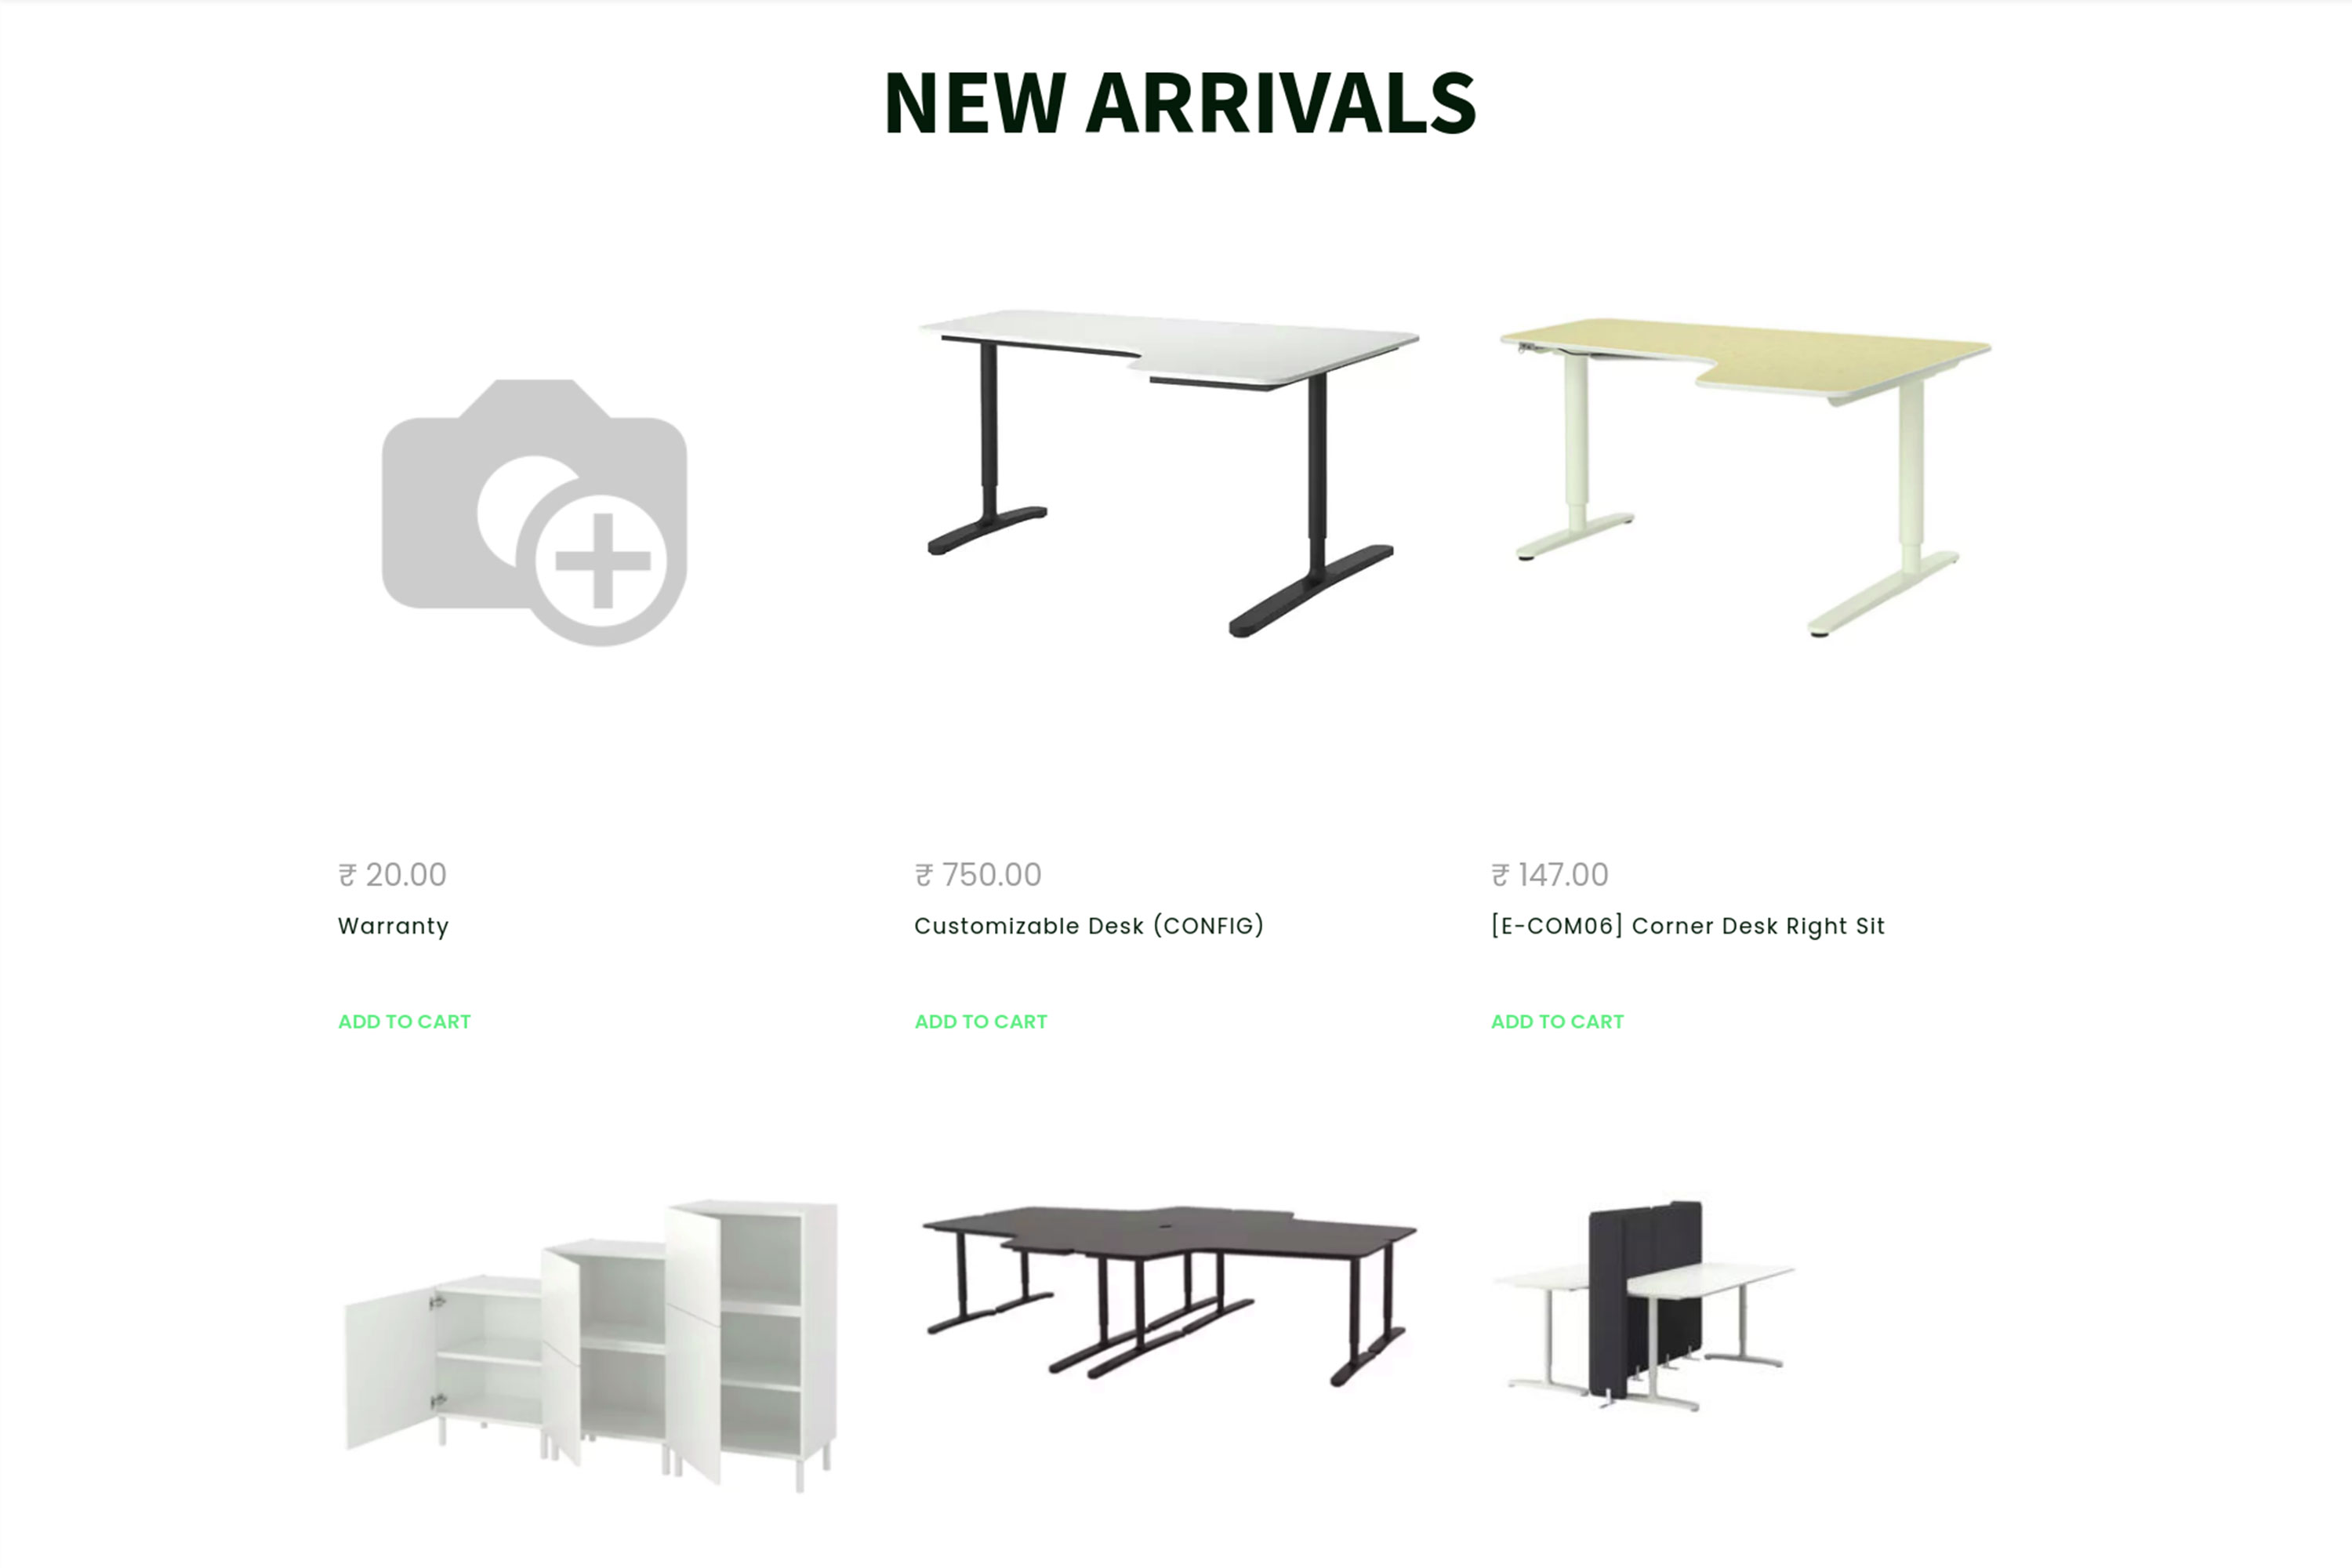 NEW ARRIVALS
₹ 20.00
Warranty
ADD TO CART
₹ 750.00
Customizable Desk (CONFIG)
ADD TO CART
₹ 147.00
[E-COM06] Corner Desk Right Sit
ADD TO CART